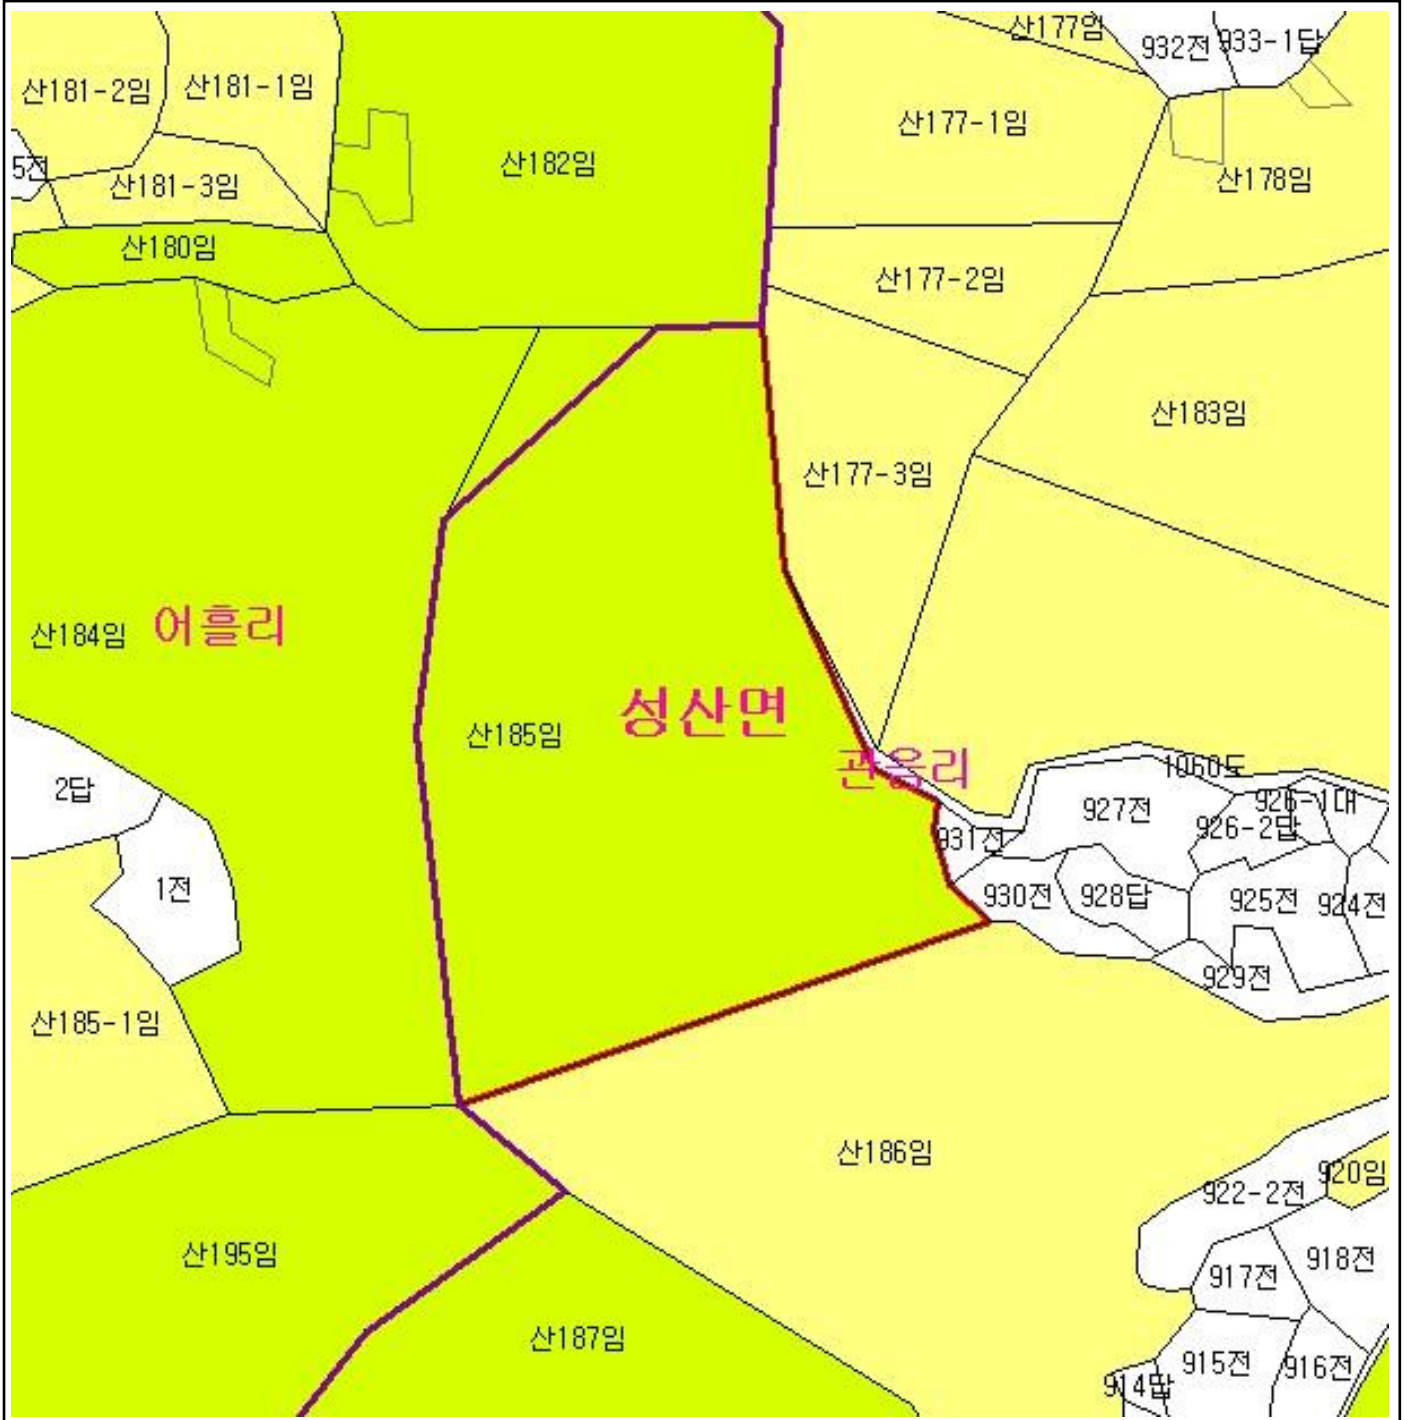 산177임
932전
933-1답
산181-2임
산181-1임
산177-1임
5전
산181-3임
산182임
산178임
산180임
산177-2임
산183임
산177-3임
산184임
어흘리
산185임
성산면
관음리
1060도
2답
927전
926-1대
926-2답
931전
1전
930전
928답
925전
924전
929전
산185-1임
산186임
920임
922-2전
산195임
917전
918전
산187임
915전
916전
914답